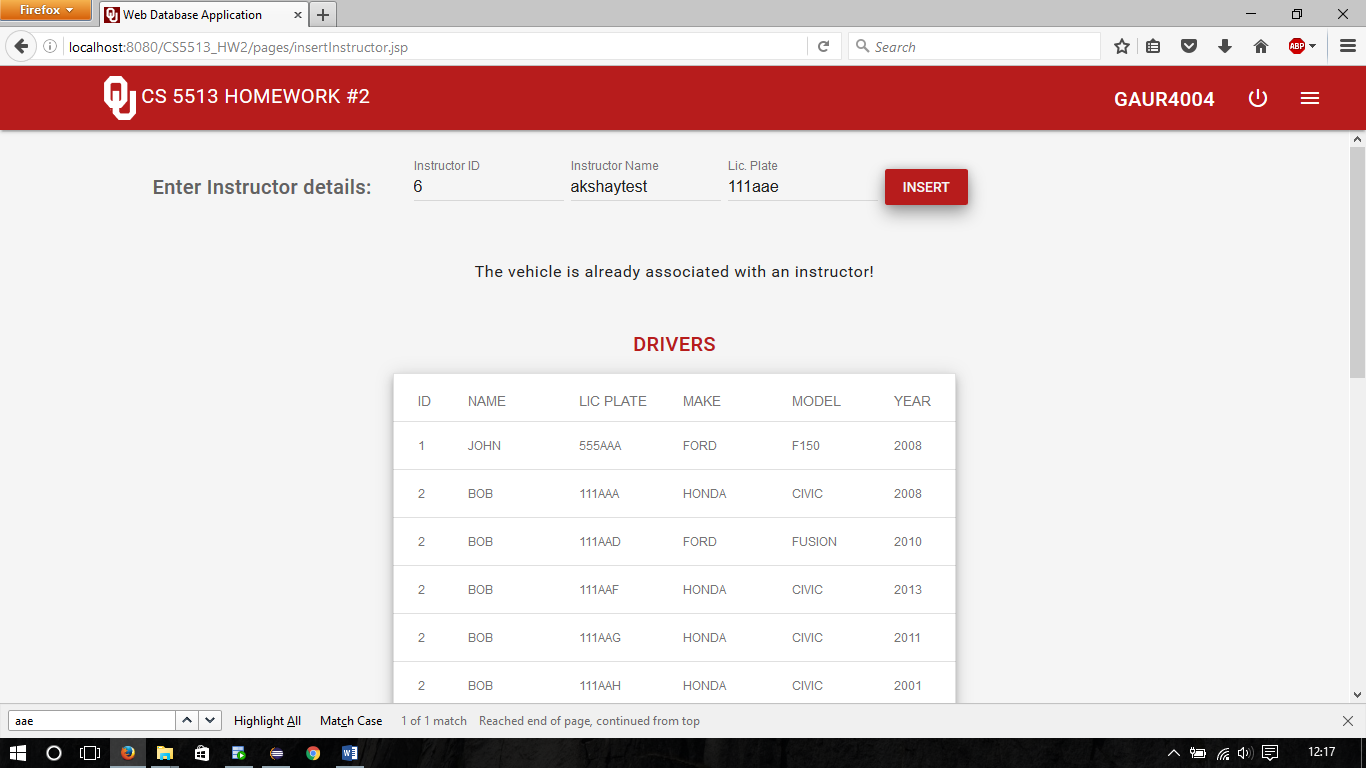 Firefox
Web Database Application
localhost:8080/CS5513_HW2/pages/insertInstructor.jsp
Search
ABP
OU CS 5513 HOMEWORK #2
GAUR4004
Instructor ID Instructor Name Lic. Plate
Enter Instructor details: 6 akshaytest 111aae INSERT
The vehicle is already associated with an instructor!
DRIVERS
ID NAME LIC PLATE MAKE MODEL YEAR
1 JOHN 555AAA FORD F150 2008
2 BOB 111AAA HONDA CIVIC 2008
2 BOB 111AAD FORD FUSION 2010
2 BOB 111AAF HONDA CIVIC 2013
2 BOB 111AAG HONDA CIVIC 2011
2 BOB 111AAH HONDA CIVIC 2001
aae Highlight All Match Case 1 of 1 match Reached end of page, continued from top
12:17